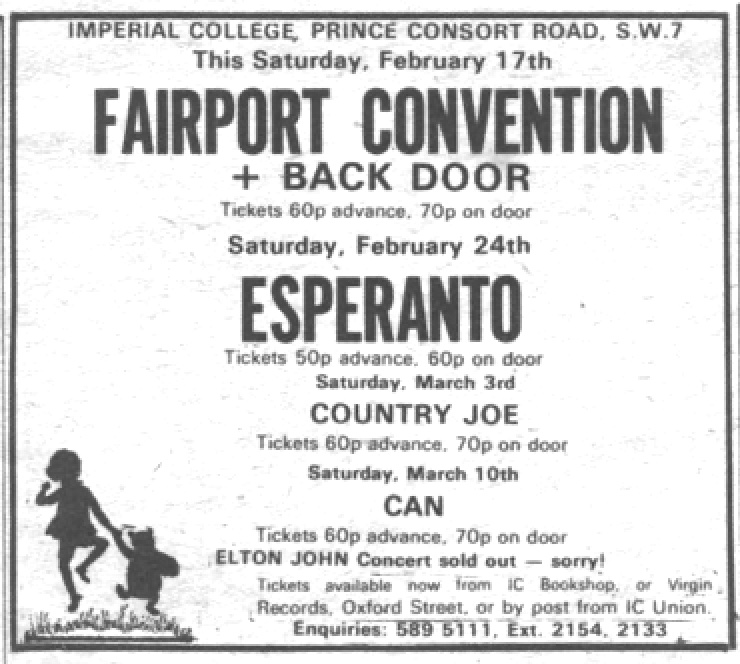 IMPERIAL COLLEGE, PRINCE CONSORT ROAD, S.W.7
This Saturday, February 17th
FAIRPORT CONVENTION
+ BACK DOOR
Tickets 60p advance, 70p on door
Saturday, February 24th
ESPERANTO
Tickets 50p advance, 60p on door
Saturday, March 3rd
COUNTRY JOE
Tickets 60p advance, 70p on door
Saturday, March 10th
CAN
Tickets 60p advance, 70p on door
ELTON JOHN Concert sold out — sorry!
Tickets available now from IC Bookshop, or Virgin
Records, Oxford Street, or by post from IC Union.
Enquiries: 589 5111, Ext. 2154, 2133